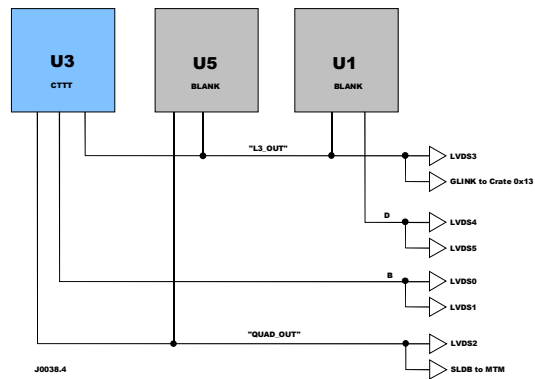 U3
CTTT
U5
BLANK
U1
BLANK
"L3_OUT"
LVDS3
GLINK to Crate 0x13
D
LVDS4
LVDS5
B
LVDS0
LVDS1
"QUAD_OUT"
LVDS2
SLDB to MTM
J0038.4